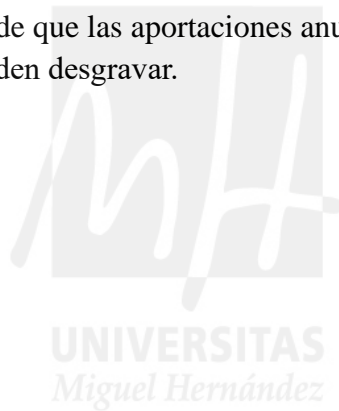 de que las aportaciones anu
den desgravar.
UNIVERSITAS
Miguel Hernández